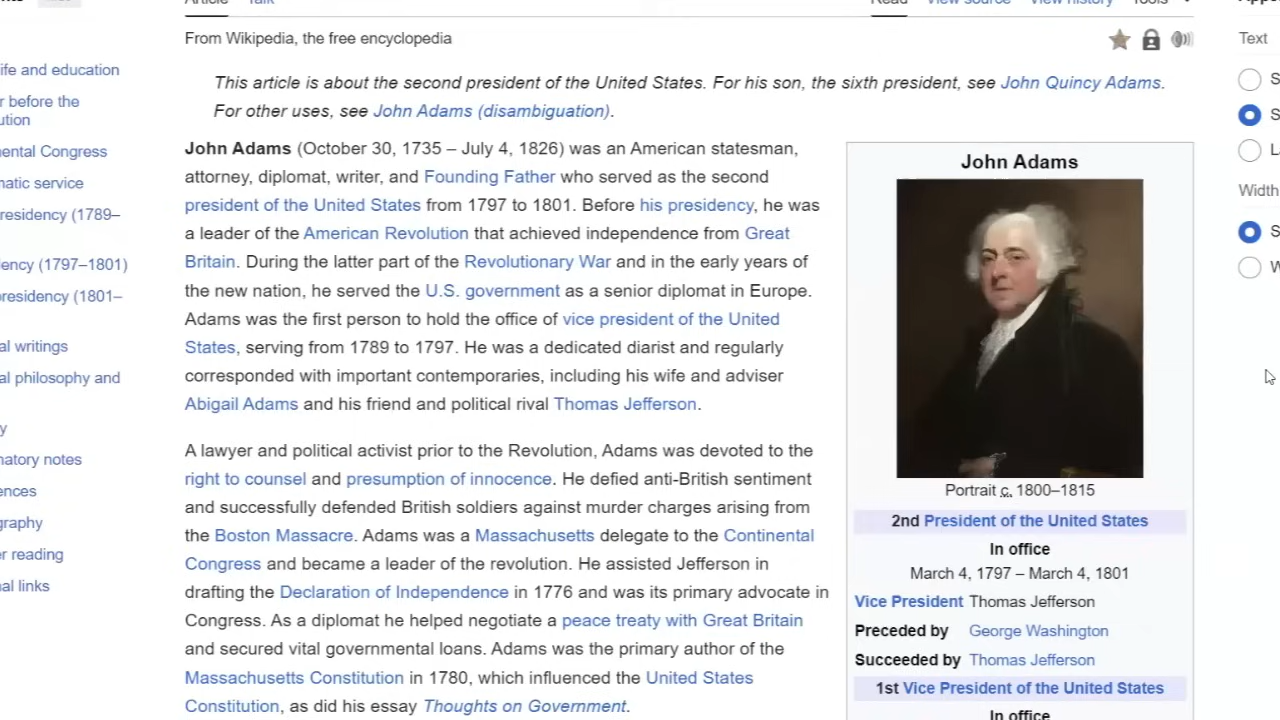 Article Talk
Read View source View history Tools
From Wikipedia, the free encyclopedia
Text
This article is about the second president of the United States. For his son, the sixth president, see John Quincy Adams.
For other uses, see John Adams (disambiguation).
ife and education
r before the
ution
ental Congress
matic service
residency (1789–
ency (1797–1801)
presidency (1801–
al writings
al philosophy and
y
natory notes
ences
graphy
er reading
nal links
John Adams (October 30, 1735 – July 4, 1826) was an American statesman,
attorney, diplomat, writer, and Founding Father who served as the second
president of the United States from 1797 to 1801. Before his presidency, he was
a leader of the American Revolution that achieved independence from Great
Britain. During the latter part of the Revolutionary War and in the early years of
the new nation, he served the U.S. government as a senior diplomat in Europe.
Adams was the first person to hold the office of vice president of the United
States, serving from 1789 to 1797. He was a dedicated diarist and regularly
corresponded with important contemporaries, including his wife and adviser
Abigail Adams and his friend and political rival Thomas Jefferson.
A lawyer and political activist prior to the Revolution, Adams was devoted to the
right to counsel and presumption of innocence. He defied anti-British sentiment
and successfully defended British soldiers against murder charges arising from
the Boston Massacre. Adams was a Massachusetts delegate to the Continental
Congress and became a leader of the revolution. He assisted Jefferson in
drafting the Declaration of Independence in 1776 and was its primary advocate in
Congress. As a diplomat he helped negotiate a peace treaty with Great Britain
and secured vital governmental loans. Adams was the primary author of the
Massachusetts Constitution in 1780, which influenced the United States
Constitution, as did his essay Thoughts on Government.
John Adams
Portrait c. 1800–1815
2nd President of the United States
In office
March 4, 1797 – March 4, 1801
Vice President Thomas Jefferson
Preceded by George Washington
Succeeded by Thomas Jefferson
1st Vice President of the United States
In office
S
S
La
Width
S
W